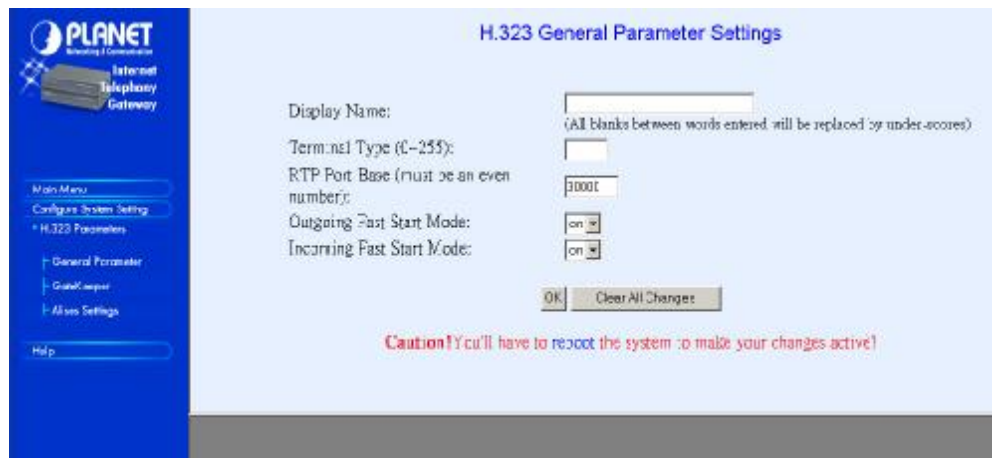 PLANET
Networking & Communication
Internet
Telephony
Gateway
Main Menu
Configure System Setting
H.323 Parameters
General Parameter
GateKeeper
Alises Settings
Help
H.323 General Parameter Settings
Display Name:
(All blanks between words entered will be replaced by under-scores)
Terminal Type (0~255):
RTP Port Base (must be an even
number):
30000
Outgoing Fast Start Mode:
on
Incoming Fast Start Mode:
on
OK
Clear All Changes
Caution! You'll have to reboot the system to make your changes active!